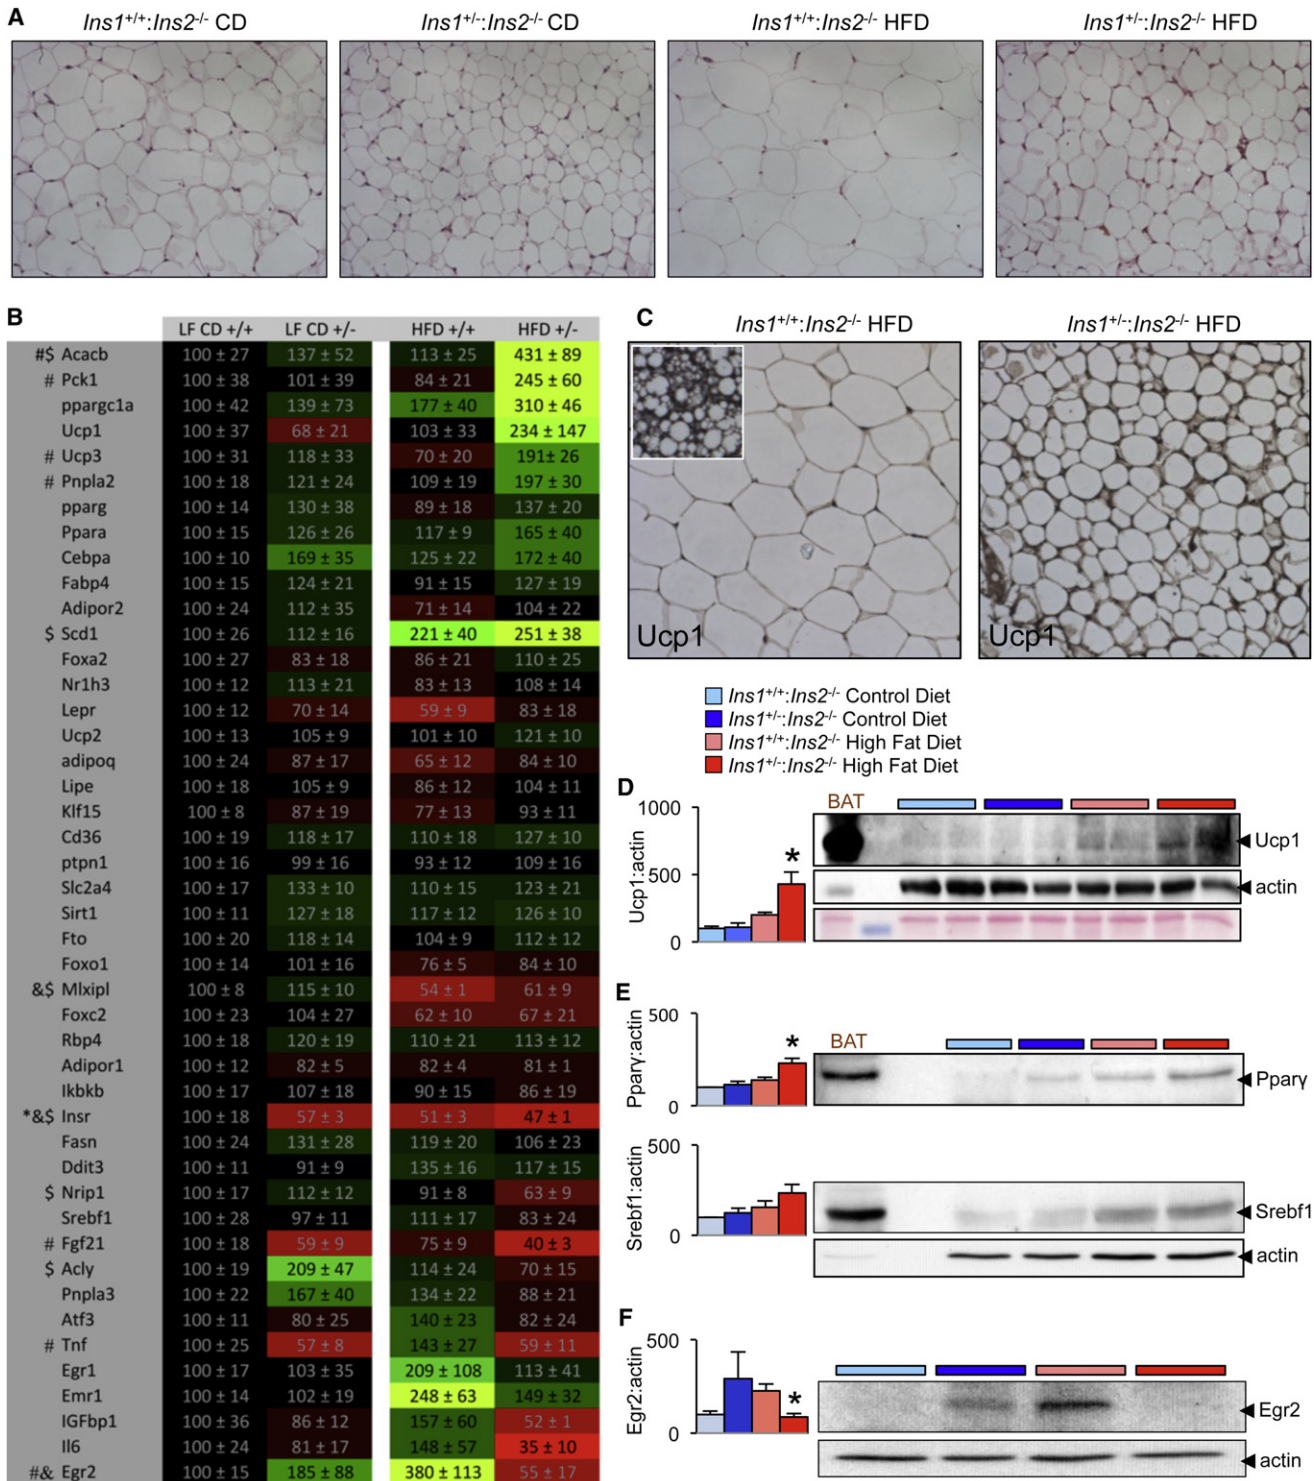 A
Ins1+/+:Ins2-/- CD
Ins1+/-:Ins2-/- CD
Ins1+/+:Ins2-/- HFD
Ins1+/-:Ins2-/- HFD
B
LF CD +/+ LF CD +/- HFD +/+ HFD +/-
#$ Acacb 100 ± 27 137 ± 52 113 ± 25 431 ± 89
# Pck1 100 ± 38 101 ± 39 84 ± 21 245 ± 60
ppargc1a 100 ± 42 139 ± 73 177 ± 40 310 ± 46
Ucp1 100 ± 37 68 ± 21 103 ± 33 234 ± 147
# Ucp3 100 ± 31 118 ± 33 70 ± 20 191± 26
# Pnpla2 100 ± 18 121 ± 24 109 ± 19 197 ± 30
pparg 100 ± 14 130 ± 38 89 ± 18 137 ± 20
Ppara 100 ± 15 126 ± 26 117 ± 9 165 ± 40
Cebpa 100 ± 10 169 ± 35 125 ± 22 172 ± 40
Fabp4 100 ± 15 124 ± 21 91 ± 15 127 ± 19
Adipor2 100 ± 24 112 ± 35 71 ± 14 104 ± 22
$ Scd1 100 ± 26 112 ± 16 221 ± 40 251 ± 38
Foxa2 100 ± 27 83 ± 18 86 ± 21 110 ± 25
Nr1h3 100 ± 12 113 ± 21 83 ± 13 108 ± 14
Lepr 100 ± 12 70 ± 14 59 ± 9 83 ± 18
Ucp2 100 ± 13 105 ± 9 101 ± 10 121 ± 10
adipoq 100 ± 24 87 ± 17 65 ± 12 84 ± 10
Lipe 100 ± 18 105 ± 9 86 ± 12 104 ± 11
Klf15 100 ± 8 87 ± 19 77 ± 13 93 ± 11
Cd36 100 ± 19 118 ± 17 110 ± 18 127 ± 10
ptpn1 100 ± 16 99 ± 16 93 ± 12 109 ± 16
Slc2a4 100 ± 17 133 ± 10 110 ± 15 123 ± 21
Sirt1 100 ± 11 127 ± 18 117 ± 12 126 ± 10
Fto 100 ± 20 118 ± 14 104 ± 9 112 ± 12
Foxo1 100 ± 14 101 ± 16 76 ± 5 84 ± 10
&$ Mlxipl 100 ± 8 115 ± 10 54 ± 1 61 ± 9
Foxc2 100 ± 23 104 ± 27 62 ± 10 67 ± 21
Rbp4 100 ± 18 120 ± 19 110 ± 21 113 ± 12
Adipor1 100 ± 12 82 ± 5 82 ± 4 81 ± 1
Ikbkb 100 ± 12 107 ± 18 90 ± 15 86 ± 19
*&$ Insr 100 ± 18 57 ± 3 51 ± 3 47 ± 1
Fasn 100 ± 24 131 ± 28 119 ± 20 106 ± 23
Ddit3 100 ± 11 91 ± 9 135 ± 16 117 ± 15
$ Nrip1 100 ± 17 112 ± 12 91 ± 8 63 ± 9
Srebf1 100 ± 28 97 ± 11 111 ± 17 83 ± 24
# Fgf21 100 ± 18 59 ± 9 75 ± 9 40 ± 3
$ Acly 100 ± 19 209 ± 47 114 ± 24 70 ± 15
Pnpla3 100 ± 22 167 ± 40 134 ± 22 88 ± 21
Atf3 100 ± 11 80 ± 25 140 ± 23 82 ± 24
# Tnf 100 ± 25 57 ± 8 143 ± 27 59 ± 11
Egr1 100 ± 17 103 ± 35 209 ± 108 113 ± 41
Emr1 100 ± 14 102 ± 19 248 ± 63 149 ± 32
IGFbp1 100 ± 36 86 ± 12 157 ± 60 52 ± 1
Il6 100 ± 24 81 ± 17 148 ± 57 35 ± 10
#& Egr2 100 ± 15 185 ± 88 380 ± 113 55 ± 17
C
Ins1+/+:Ins2-/- HFD
Ins1+/-:Ins2-/- HFD
Ucp1
Ucp1
Ins1+/+:Ins2-/- Control Diet
Ins1+/-:Ins2-/- Control Diet
Ins1+/+:Ins2-/- High Fat Diet
Ins1+/-:Ins2-/- High Fat Diet
D
Ucp1:actin
1000
500
0
*
BAT
Ucp1
actin
E
Pparγ:actin
500
0
*
BAT
Pparγ
Srebf1:actin
500
0
Srebf1
actin
F
Egr2:actin
500
0
*
Egr2
actin